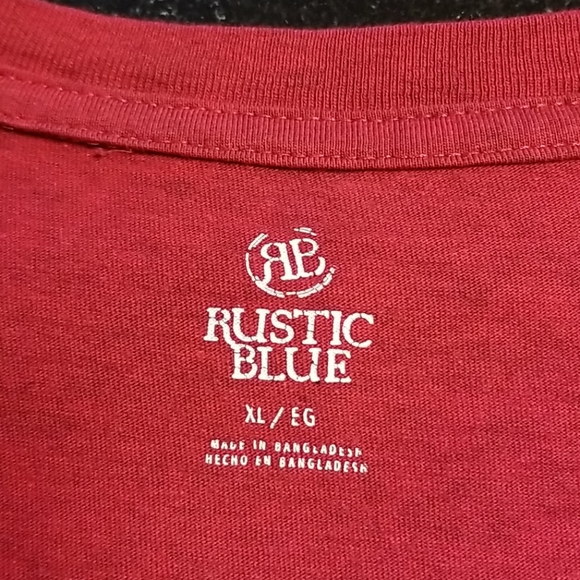 RB
RUSTIC
BLUE
XL / EG
MADE IN BANGLADESH
HECHO EN BANGLADESH